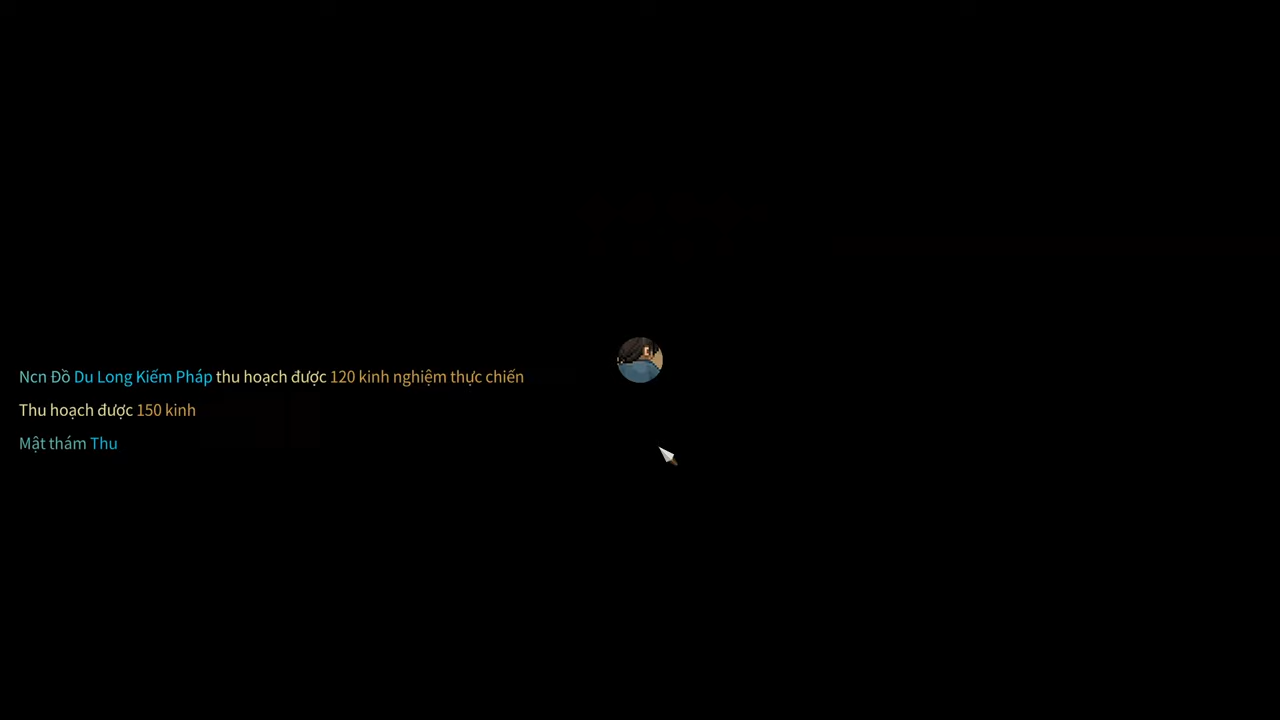 Ncn Đồ Du Long Kiếm Pháp thu hoạch được 120 kinh nghiệm thực chiến
Thu hoạch được 150 kinh
Mật thám Thu